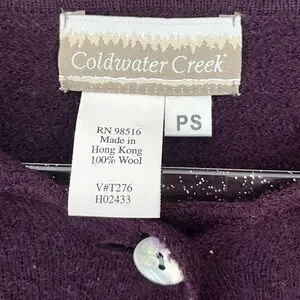 Coldwater Creek
PS
RN 98516
Made in
Hong Kong
100% Wool
V#T276
H02433